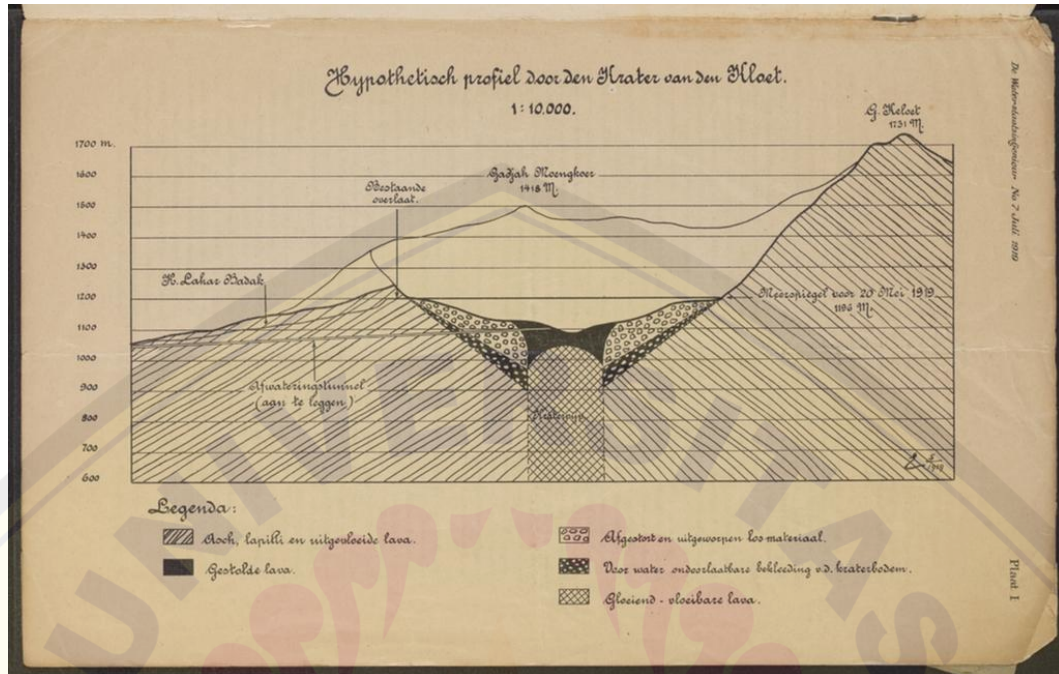 Hypothetisch profiel door den Krater van den Kloet.
1:10.000.
G. Keloet
1731 M.
Gadjah Moengkoer
1418 M.
Bestaande
overlaat.
K. Lahar Badak
Meerspiegel voor 20 Mei 1919
1185 M.
Afwateringstunnel
(aan te leggen)
Kraterpijp
1700 m.
1600
1500
1400
1300
1200
1100
1000
900
800
700
600
Legenda:
Asch, lapilli en uitgevloeide lava.
Gestolde lava.
Afgestort en uitgeworpen los materiaal.
Voor water ondoorlaatbare bekleeding v.d. kraterbodem.
Gloeiend-vloeibare lava.
De Waterstaatsingenieur No 7 Juli 1919
Plaat I
UNIVERSITAS